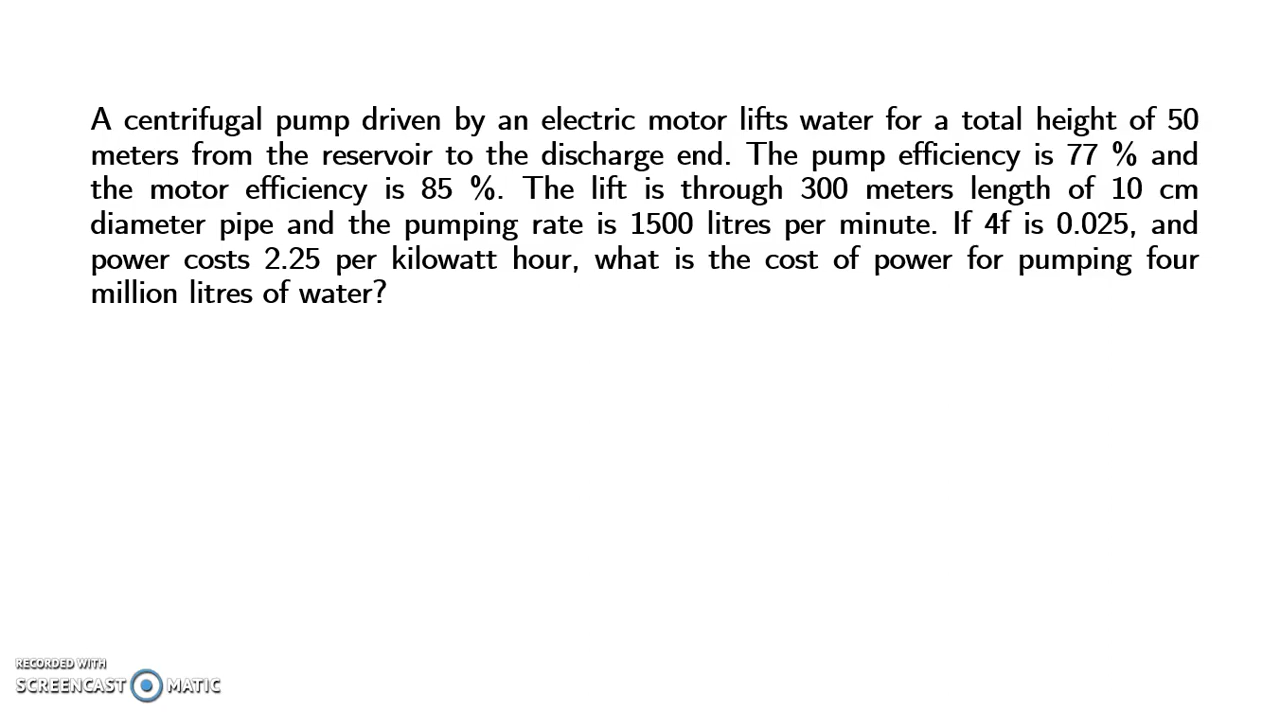 A centrifugal pump driven by an electric motor lifts water for a total height of 50
meters from the reservoir to the discharge end. The pump efficiency is 77 % and
the motor efficiency is 85 %. The lift is through 300 meters length of 10 cm
diameter pipe and the pumping rate is 1500 litres per minute. If 4f is 0.025, and
power costs 2.25 per kilowatt hour, what is the cost of power for pumping four
million litres of water?
RECORDED WITH
SCREENCAST MATIC